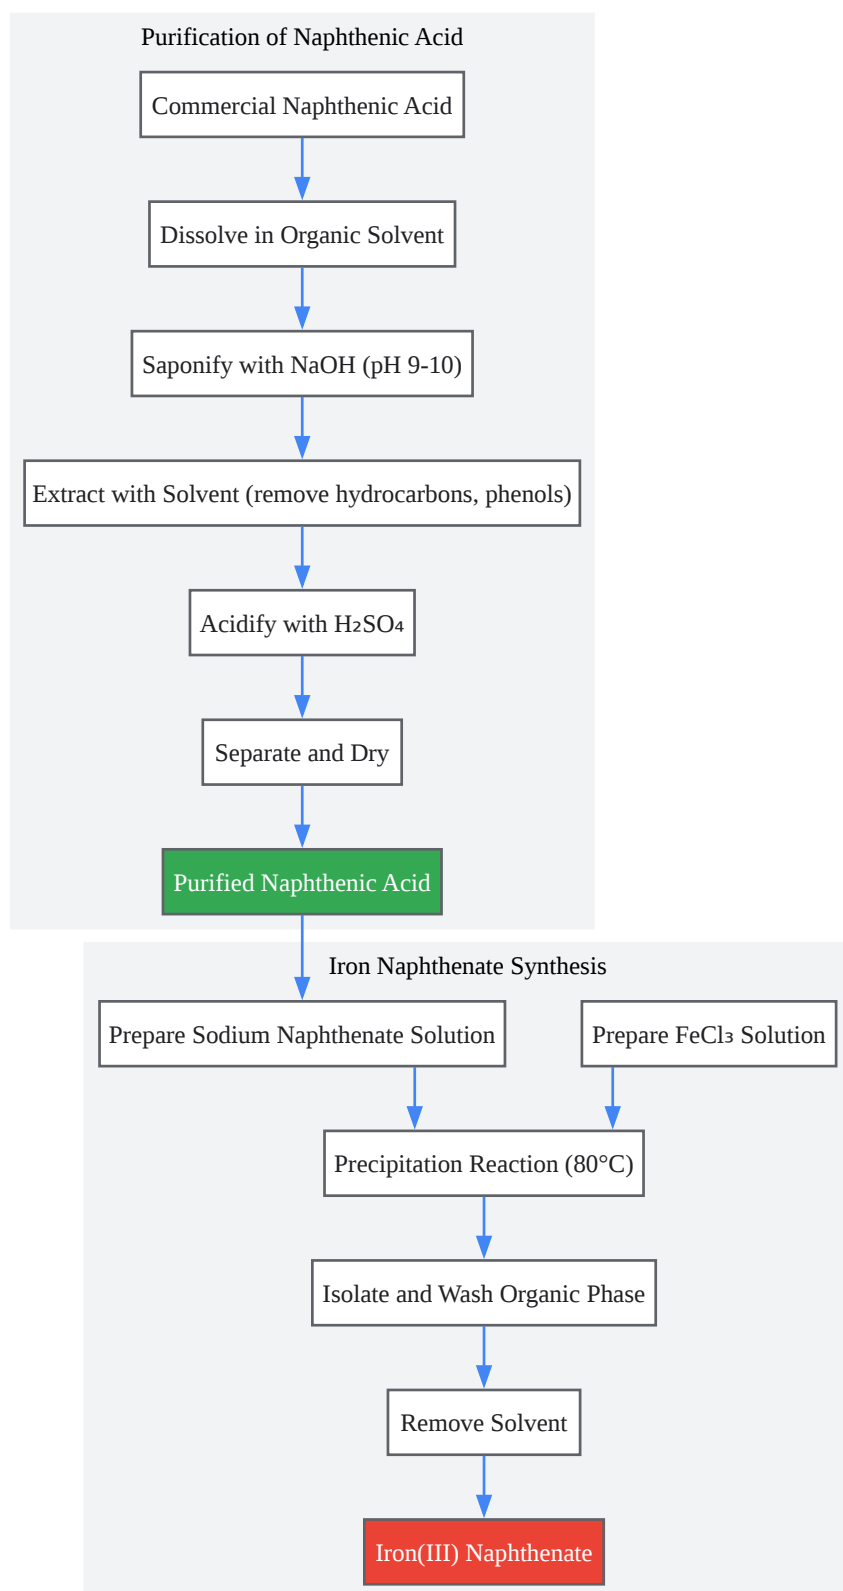 Purification of Naphthenic Acid
Commercial Naphthenic Acid
Dissolve in Organic Solvent
Saponify with NaOH (pH 9-10)
Extract with Solvent (remove hydrocarbons, phenols)
Acidify with H₂SO₄
Separate and Dry
Purified Naphthenic Acid
Iron Naphthenate Synthesis
Prepare Sodium Naphthenate Solution
Prepare FeCl₃ Solution
Precipitation Reaction (80°C)
Isolate and Wash Organic Phase
Remove Solvent
Iron(III) Naphthenate